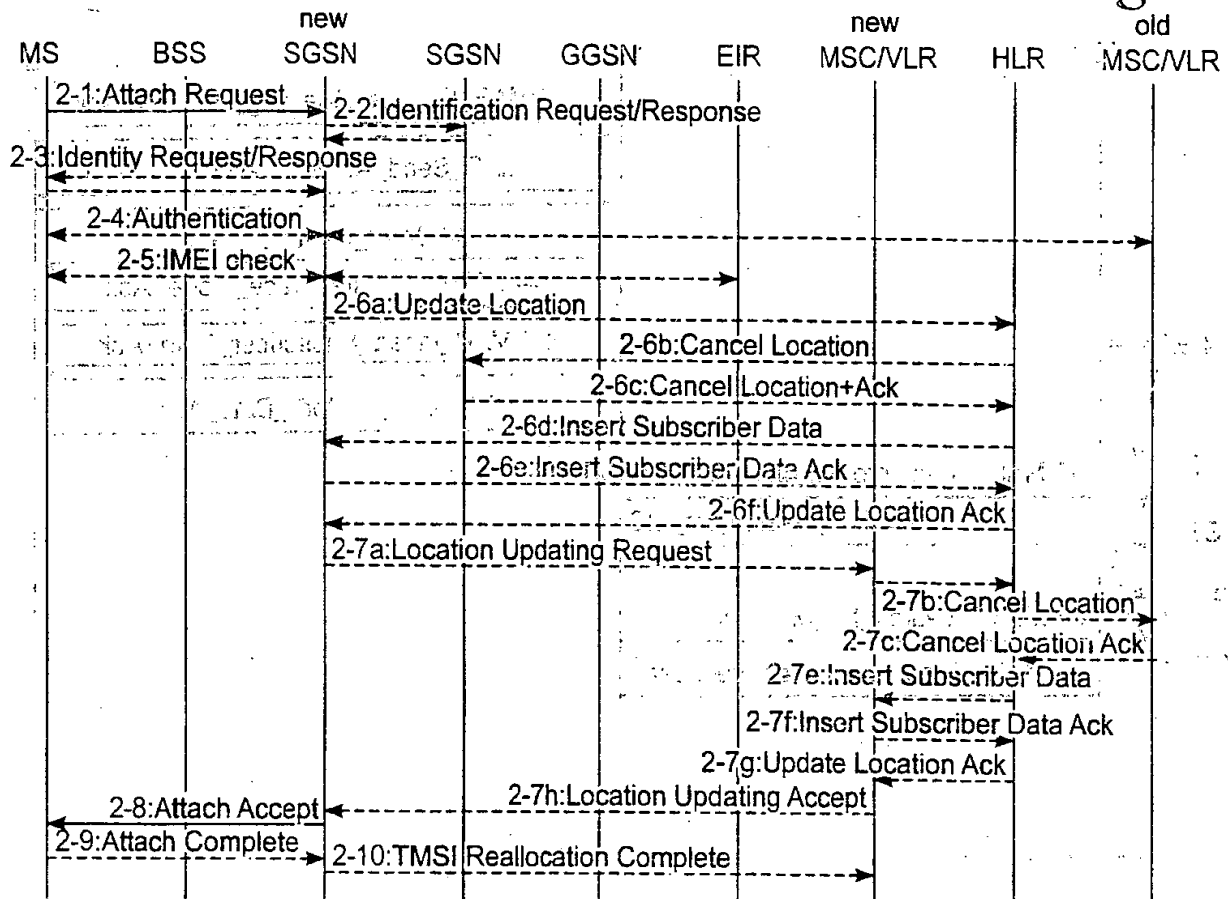 new new old
MS BSS SGSN SGSN GGSN EIR MSC/VLR HLR MSC/VLR
2-1:Attach Request
2-2:Identification Request/Response
2-3:Identity Request/Response
2-4:Authentication
2-5:IMEI check
2-6a:Update Location
2-6b:Cancel Location
2-6c:Cancel Location+Ack
2-6d:Insert Subscriber Data
2-6e:Insert Subscriber Data Ack
2-6f:Update Location Ack
2-7a:Location Updating Request
2-7b:Cancel Location
2-7c:Cancel Location Ack
2-7e:Insert Subscriber Data
2-7f:Insert Subscriber Data Ack
2-7g:Update Location Ack
2-7h:Location Updating Accept
2-8:Attach Accept
2-9:Attach Complete
2-10:TMSI Reallocation Complete